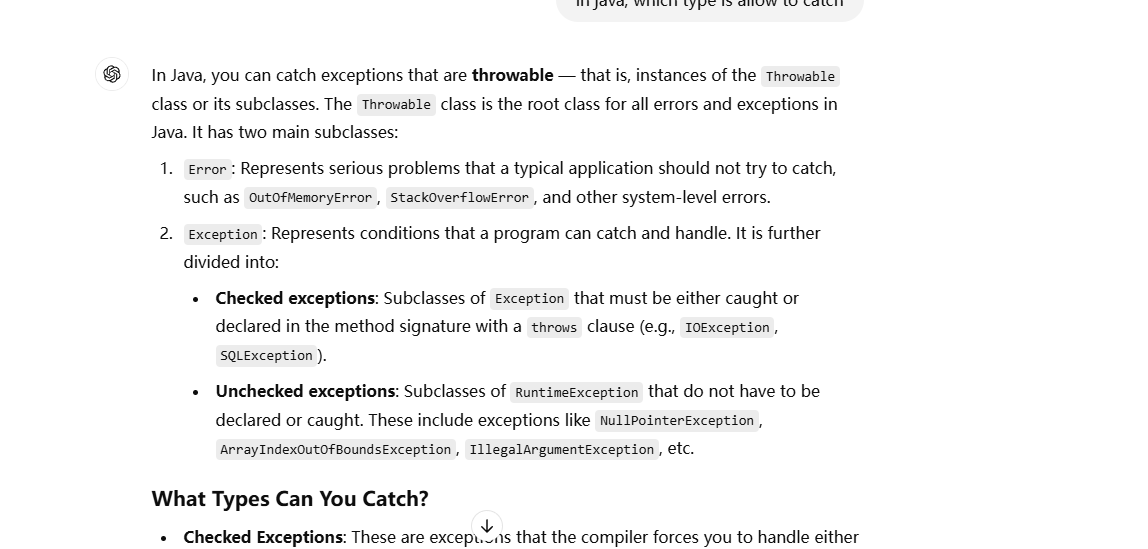 in java, which type is allow to catch
In Java, you can catch exceptions that are throwable — that is, instances of the Throwable
class or its subclasses. The Throwable class is the root class for all errors and exceptions in
Java. It has two main subclasses:
1. Error: Represents serious problems that a typical application should not try to catch,
such as OutOfMemoryError, StackOverflowError, and other system-level errors.
2. Exception: Represents conditions that a program can catch and handle. It is further
divided into:
• Checked exceptions: Subclasses of Exception that must be either caught or
declared in the method signature with a throws clause (e.g., IOException,
SQLException).
• Unchecked exceptions: Subclasses of RuntimeException that do not have to be
declared or caught. These include exceptions like NullPointerException,
ArrayIndexOutOfBoundsException, IllegalArgumentException, etc.
What Types Can You Catch?
• Checked Exceptions: These are exceptions that the compiler forces you to handle either